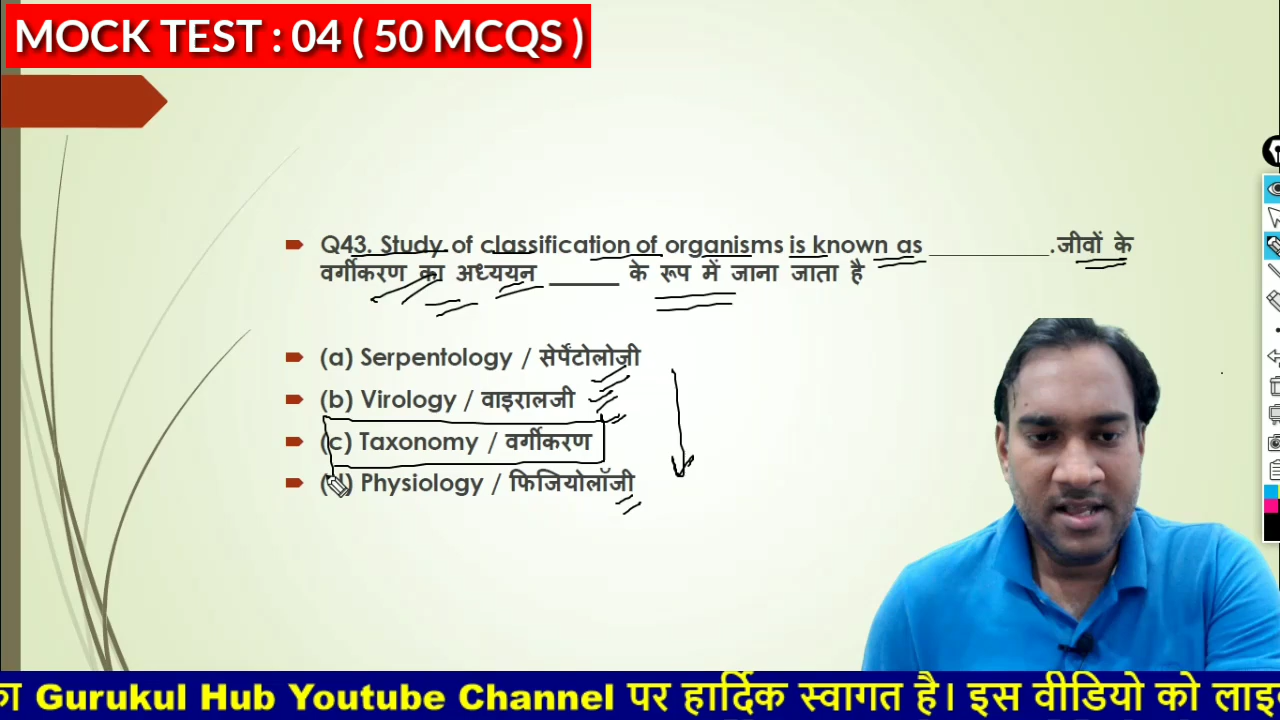 MOCK TEST : 04 ( 50 MCQS )
Q43. Study of classification of organisms is known as __________.जीवों के
वर्गीकरण का अध्ययन ______ के रूप में जाना जाता है
(a) Serpentology / सेर्पेंटोलोजी
(b) Virology / वाइरालजी
(c) Taxonomy / वर्गीकरण
(d) Physiology / फिजियोलॉजी
का Gurukul Hub Youtube Channel पर हार्दिक स्वागत है। इस वीडियो को